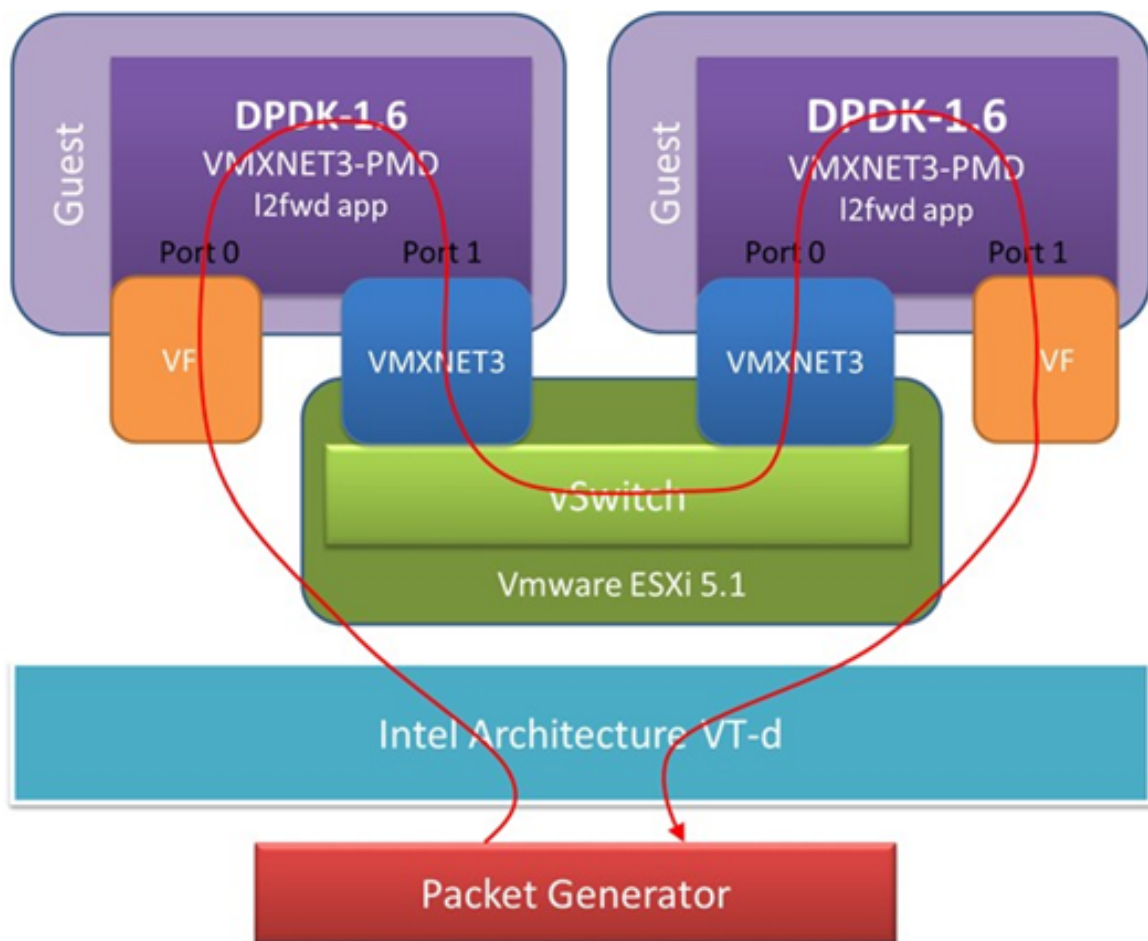 Guest
DPDK-1.6
VMXNET3-PMD
l2fwd app
Port 0
Port 1
VF
VMXNET3
Guest
DPDK-1.6
VMXNET3-PMD
l2fwd app
Port 0
Port 1
VMXNET3
VF
vSwitch
Vmware ESXi 5.1
Intel Architecture VT-d
Packet Generator